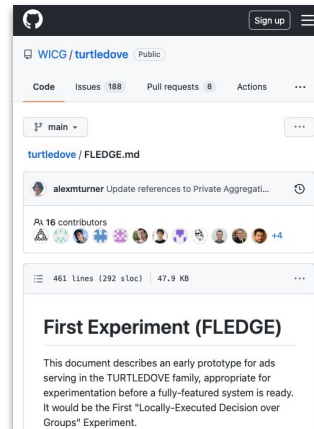 Sign up
WICG / turtledove Public
Code Issues 188 Pull requests 8 Actions ...
main
...
turtledove / FLEDGE.md
alexmturner Update references to Private Aggregati...
16 contributors
+4
461 lines (292 sloc) 47.9 KB
...
First Experiment (FLEDGE)
This document describes an early prototype for ads
serving in the TURTLEDOVE family, appropriate for
experimentation before a fully-featured system is ready.
It would be the First "Locally-Executed Decision over
Groups" Experiment.